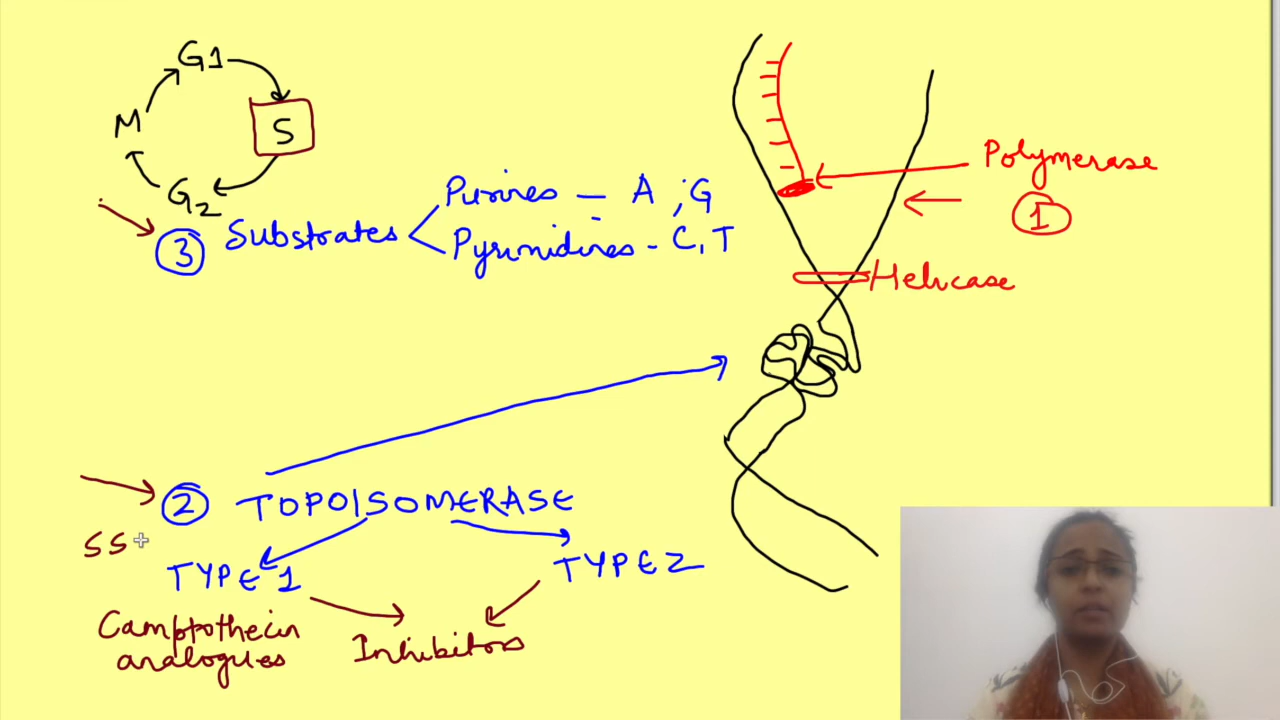 G1
M
S
G2
3 Substrates
Purines — A ; G
Pyrimidines - C, T
Polymerase
1
Helicase
2 TOPOISOMERASE
SS
TYPE 1
TYPE 2
Camptothecin
analogues
Inhibitors